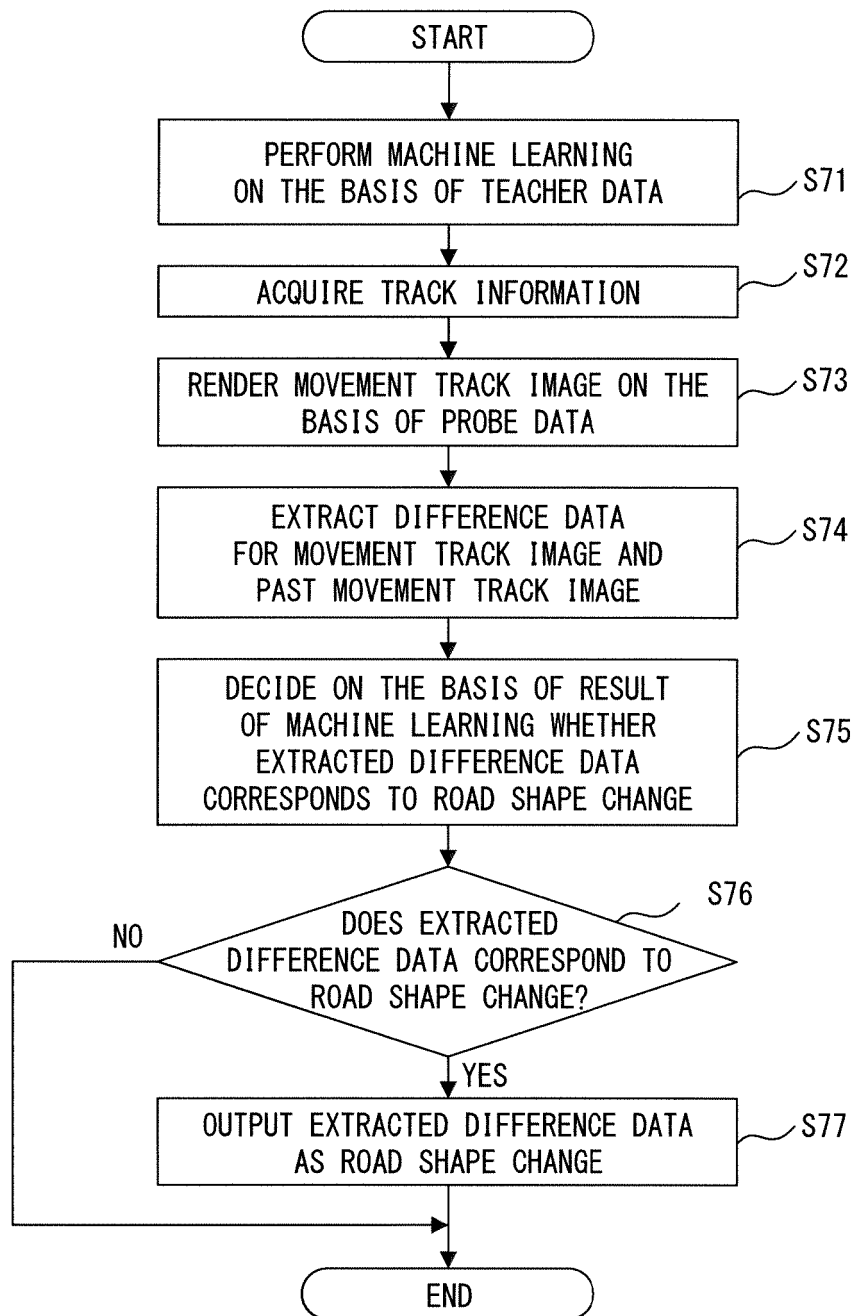 START
PERFORM MACHINE LEARNING
ON THE BASIS OF TEACHER DATA
S71
ACQUIRE TRACK INFORMATION
S72
RENDER MOVEMENT TRACK IMAGE ON THE
BASIS OF PROBE DATA
S73
EXTRACT DIFFERENCE DATA
FOR MOVEMENT TRACK IMAGE AND
PAST MOVEMENT TRACK IMAGE
S74
DECIDE ON THE BASIS OF RESULT
OF MACHINE LEARNING WHETHER
EXTRACTED DIFFERENCE DATA
CORRESPONDS TO ROAD SHAPE CHANGE
S75
DOES EXTRACTED
DIFFERENCE DATA CORRESPOND TO
ROAD SHAPE CHANGE?
S76
NO
YES
OUTPUT EXTRACTED DIFFERENCE DATA
AS ROAD SHAPE CHANGE
S77
END